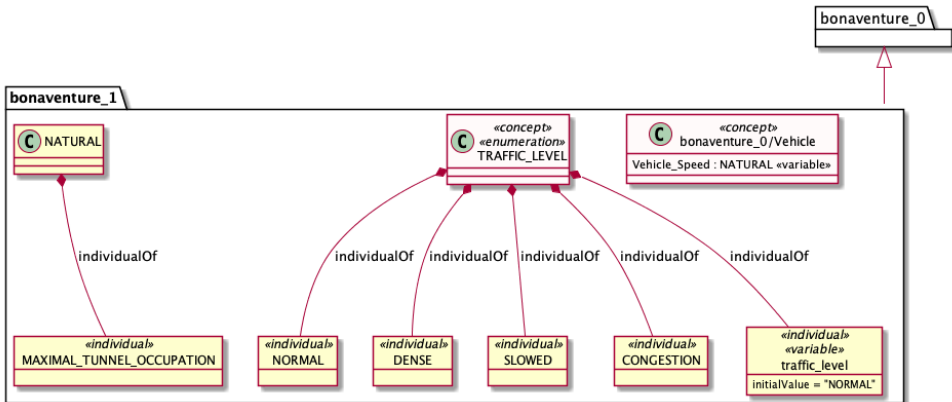 bonaventure_0
bonaventure_1
C NATURAL
«concept»
«enumeration»
C TRAFFIC_LEVEL
«concept»
C bonaventure_0/Vehicle
Vehicle_Speed : NATURAL «variable»
individualOf
individualOf
individualOf
individualOf
individualOf
individualOf
«individual»
MAXIMAL_TUNNEL_OCCUPATION
«individual»
NORMAL
«individual»
DENSE
«individual»
SLOWED
«individual»
CONGESTION
«individual»
«variable»
traffic_level
initialValue = "NORMAL"